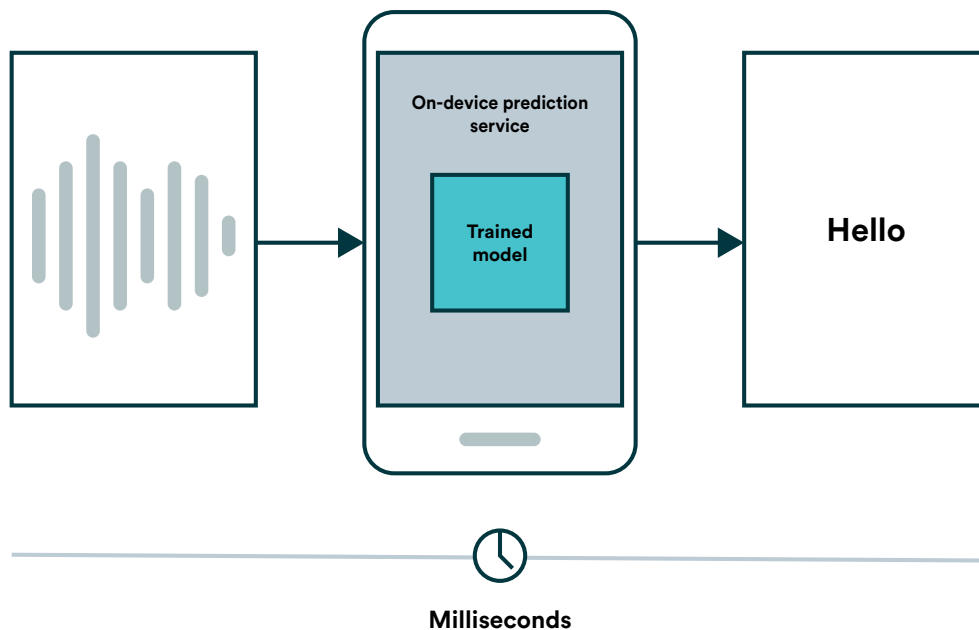 On-device prediction
service
Trained
model
Hello
Milliseconds